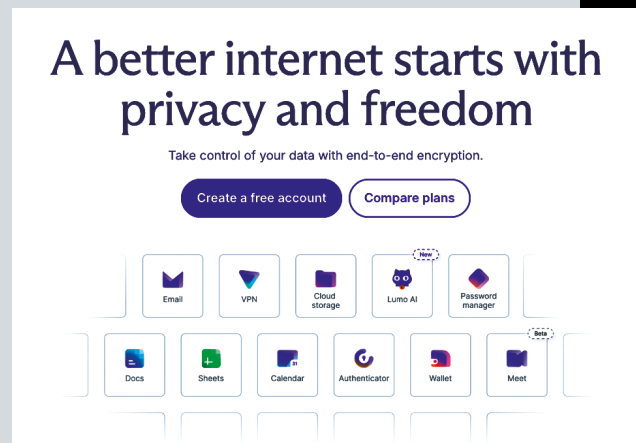 A better internet starts with
privacy and freedom
Take control of your data with end-to-end encryption.
Create a free account
Compare plans
New
Email
VPN
Cloud
storage
Lumo AI
Password
manager
Beta
Docs
Sheets
31
Calendar
Authenticator
Wallet
Meet